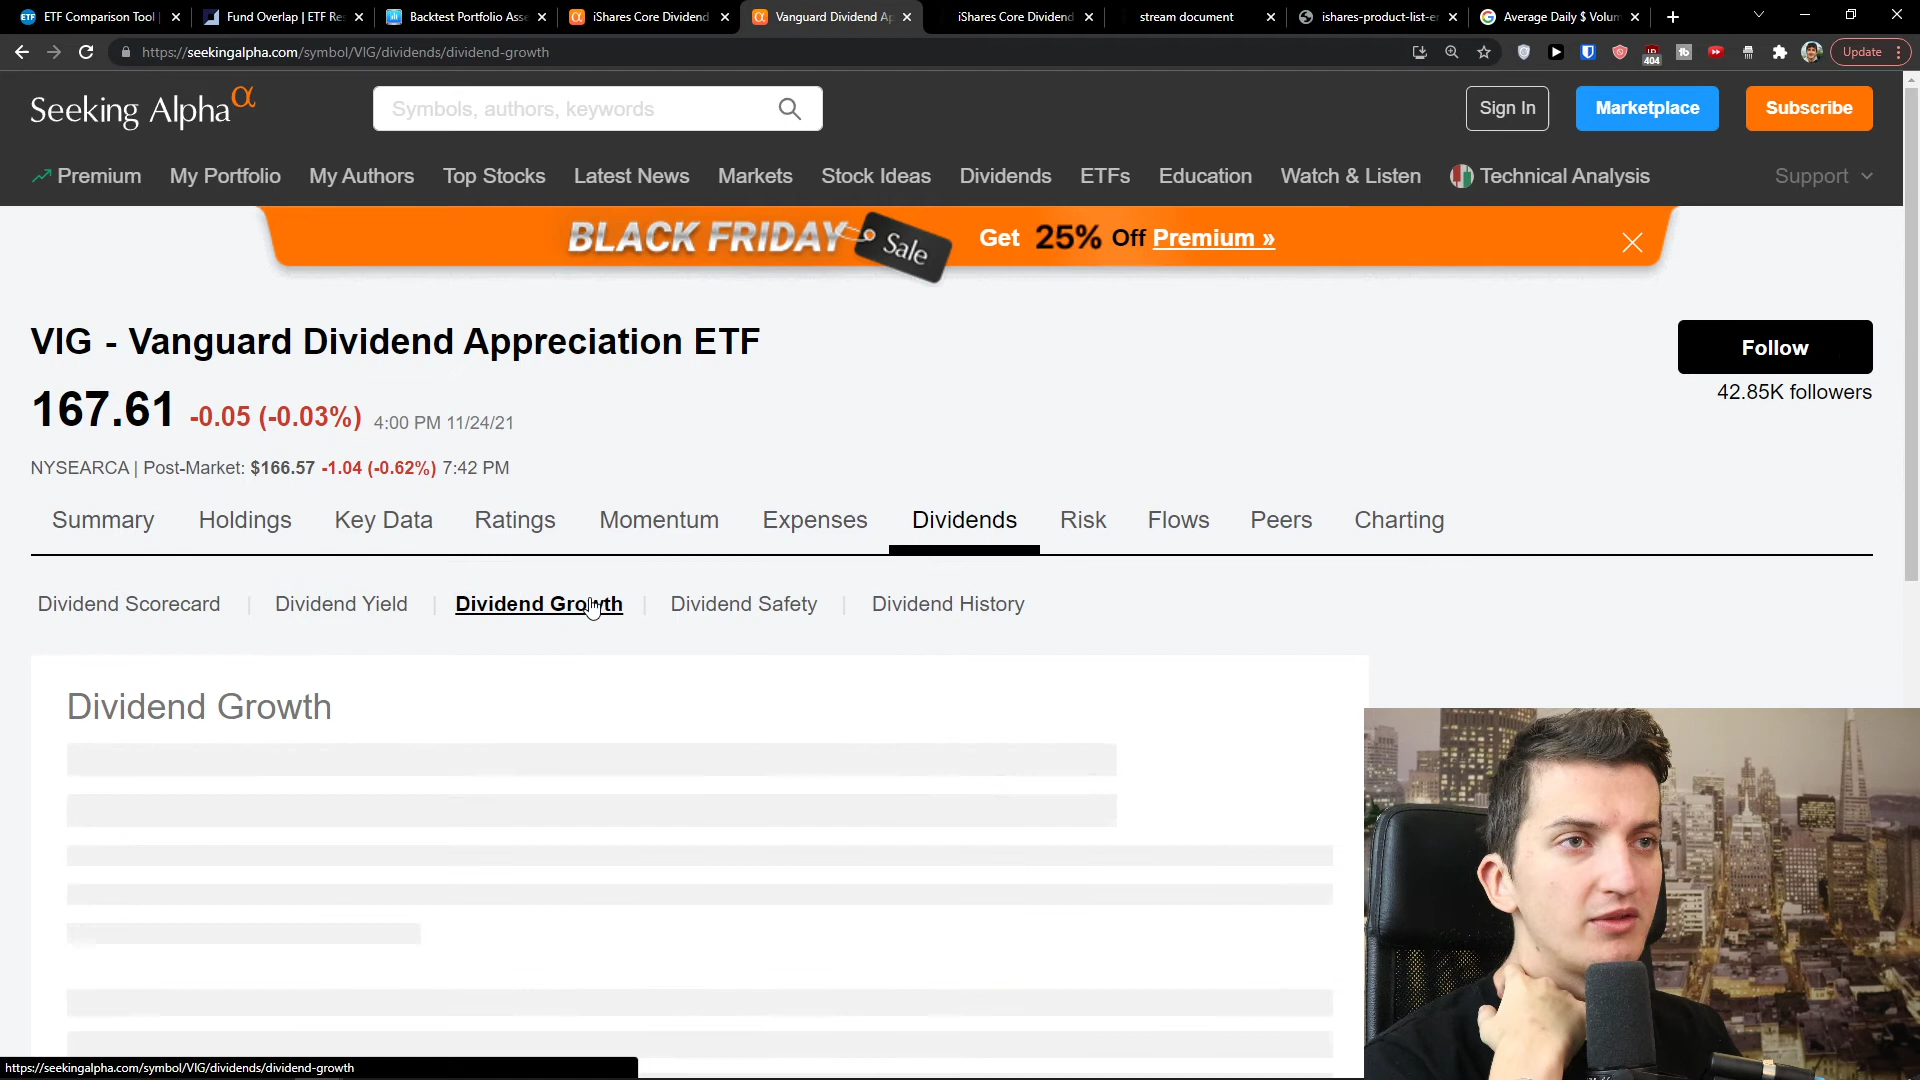 ETF Comparison Tool
Fund Overlap | ETF Re
Backtest Portfolio Asse
iShares Core Dividend
Vanguard Dividend Ap
iShares Core Dividend
stream document
ishares-product-list-e
Average Daily $ Volum
https://seekingalpha.com/symbol/VIG/dividends/dividend-growth
404
Update
Seeking Alpha α
Symbols, authors, keywords
Sign In
Marketplace
Subscribe
Premium
My Portfolio
My Authors
Top Stocks
Latest News
Markets
Stock Ideas
Dividends
ETFs
Education
Watch & Listen
Technical Analysis
Support
BLACK FRIDAY Sale Get 25% Off Premium »
VIG - Vanguard Dividend Appreciation ETF
Follow
167.61 -0.05 (-0.03%) 4:00 PM 11/24/21
42.85K followers
NYSEARCA | Post-Market: $166.57 -1.04 (-0.62%) 7:42 PM
Summary
Holdings
Key Data
Ratings
Momentum
Expenses
Dividends
Risk
Flows
Peers
Charting
Dividend Scorecard
Dividend Yield
Dividend Growth
Dividend Safety
Dividend History
Dividend Growth
https://seekingalpha.com/symbol/VIG/dividends/dividend-growth